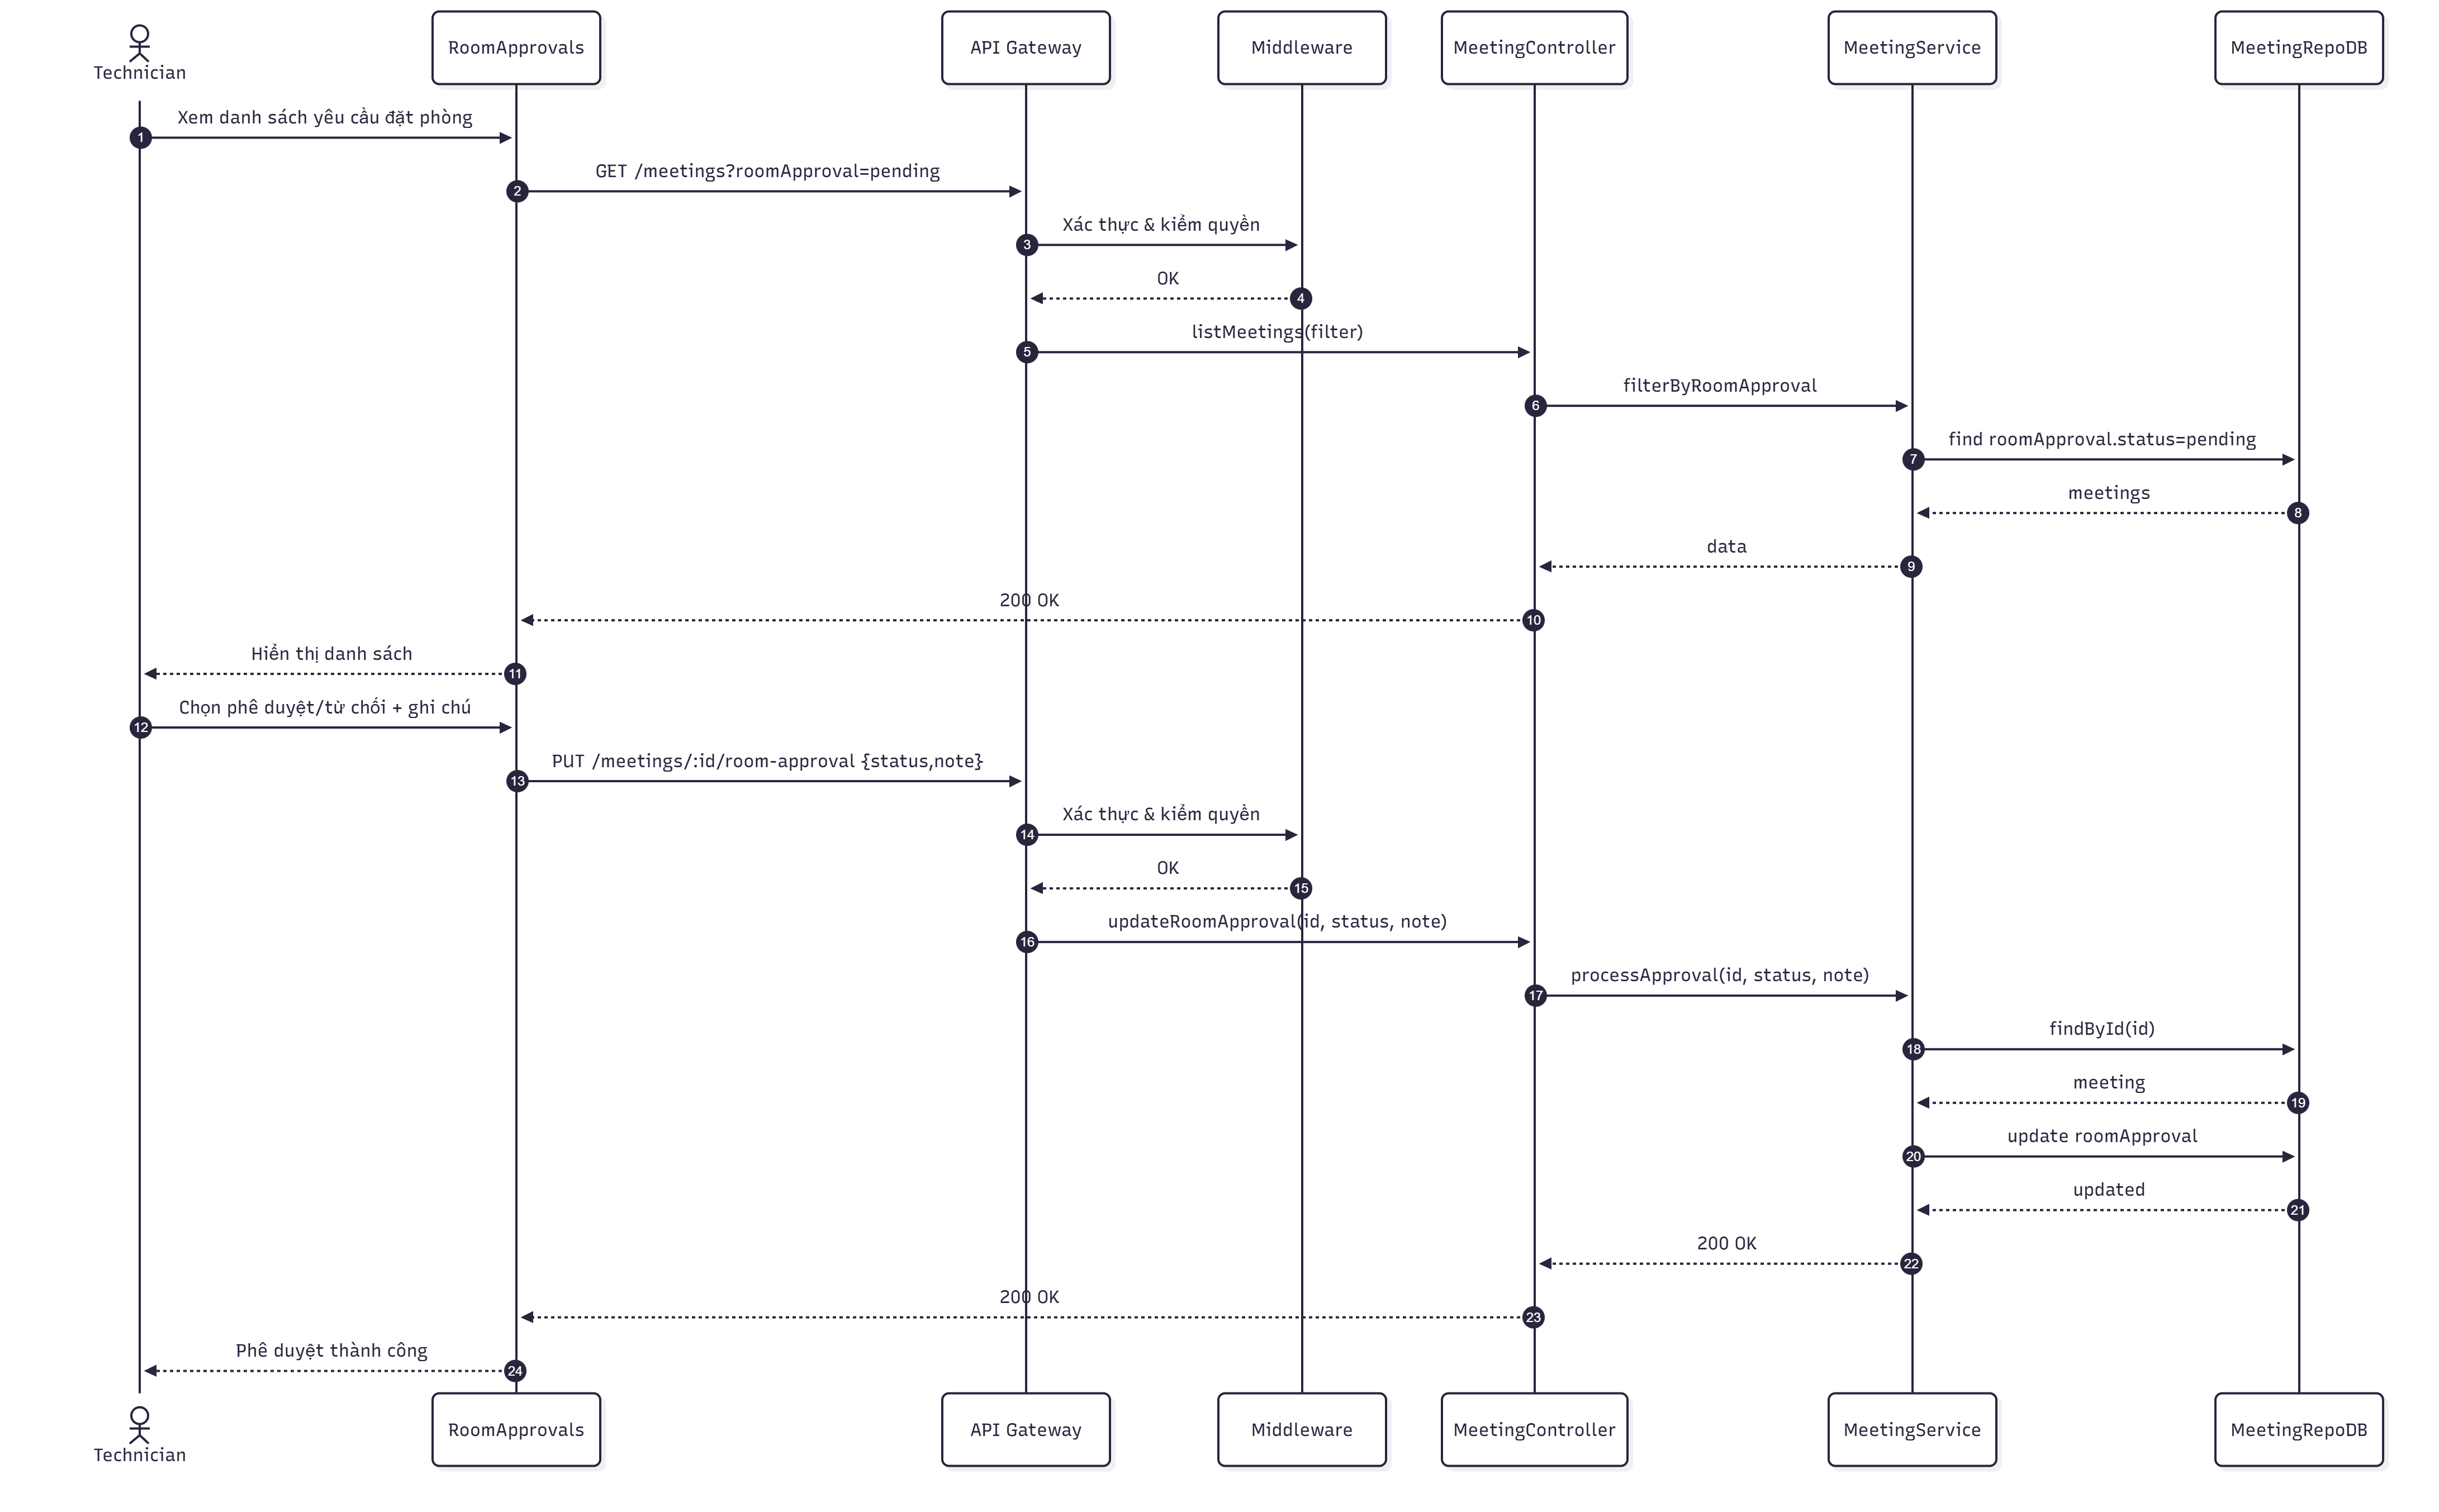 Technician
RoomApprovals
API Gateway
Middleware
MeetingController
MeetingService
MeetingRepoDB
Xem danh sách yêu cầu đặt phòng
1
GET /meetings?roomApproval=pending
2
Xác thực & kiểm quyền
3
OK
4
listMeetings(filter)
5
filterByRoomApproval
6
find roomApproval.status=pending
7
meetings
8
data
9
200 OK
10
Hiển thị danh sách
11
Chọn phê duyệt/từ chối + ghi chú
12
PUT /meetings/:id/room-approval {status,note}
13
Xác thực & kiểm quyền
14
OK
15
updateRoomApproval(id, status, note)
16
processApproval(id, status, note)
17
findById(id)
18
meeting
19
update roomApproval
20
updated
21
200 OK
22
200 OK
23
Phê duyệt thành công
24
Technician
RoomApprovals
API Gateway
Middleware
MeetingController
MeetingService
MeetingRepoDB